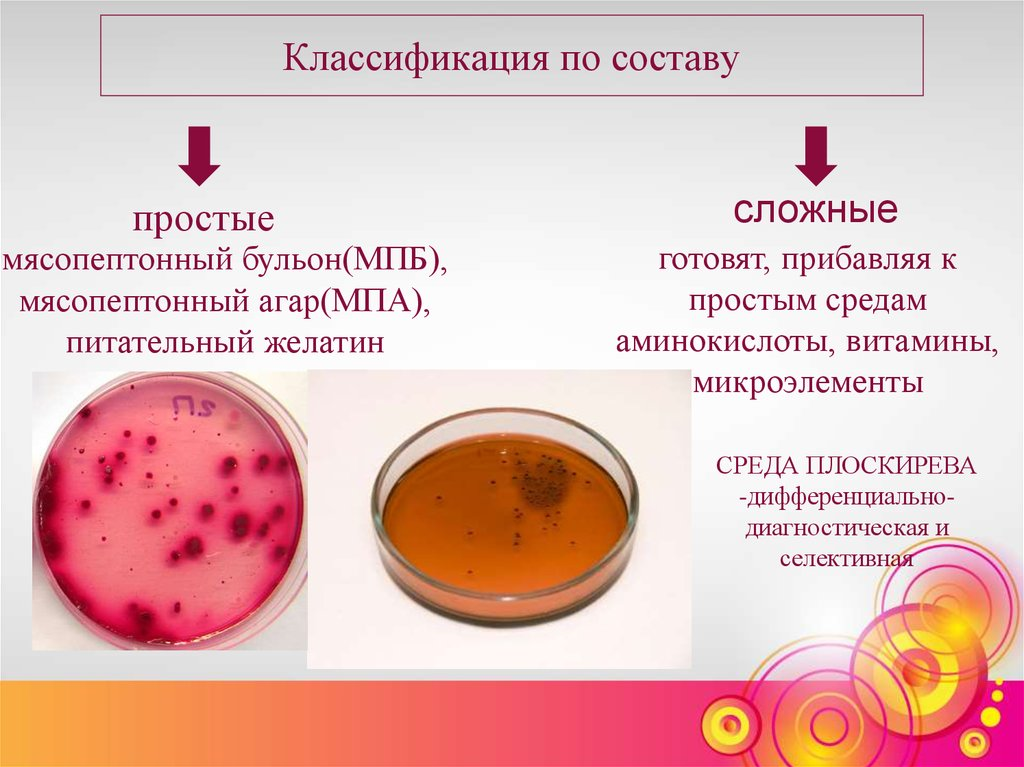 Классификация по составу
простые
мясопептонный бульон(МПБ),
мясопептонный агар(МПА),
питательный желатин
сложные
готовят, прибавляя к
простым средам
аминокислоты, витамины,
микроэлементы
СРЕДА ПЛОСКИРЕВА
-дифференциально-
диагностическая и
селективная